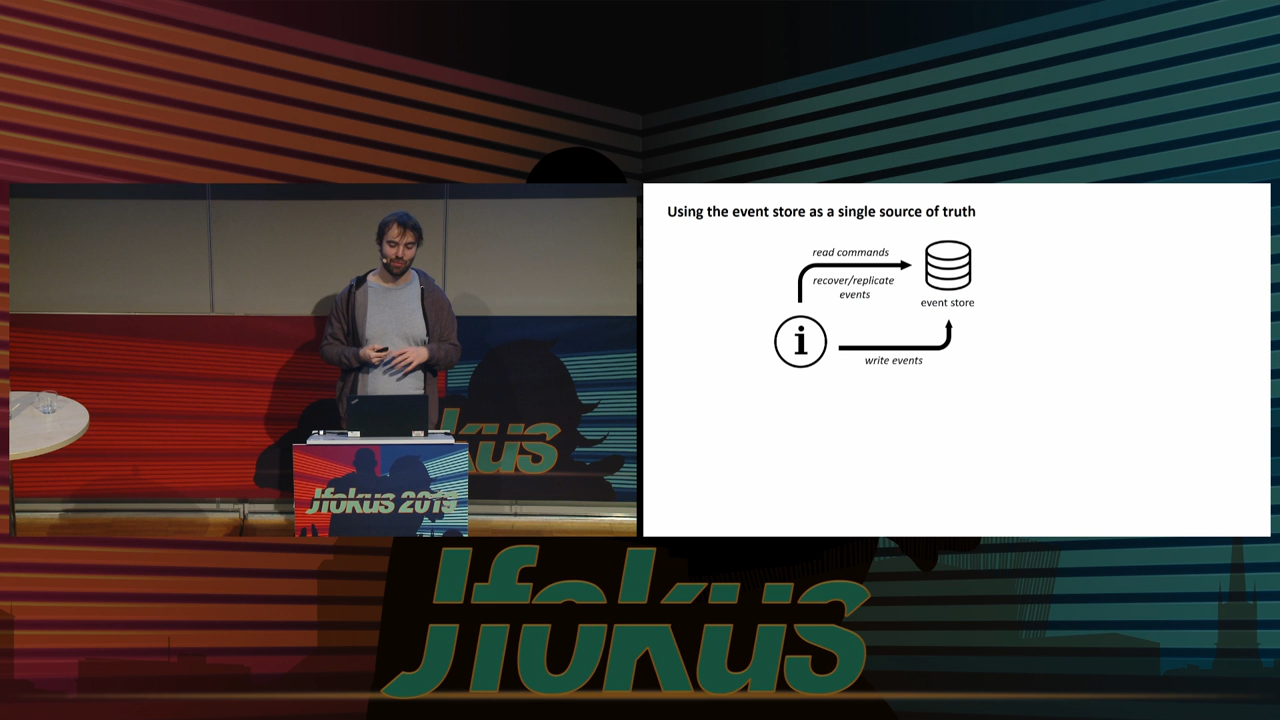 Using the event store as a single source of truth
read commands
recover/replicate
events
event store
i
write events
kus
Jfokus 2019
Jfokus